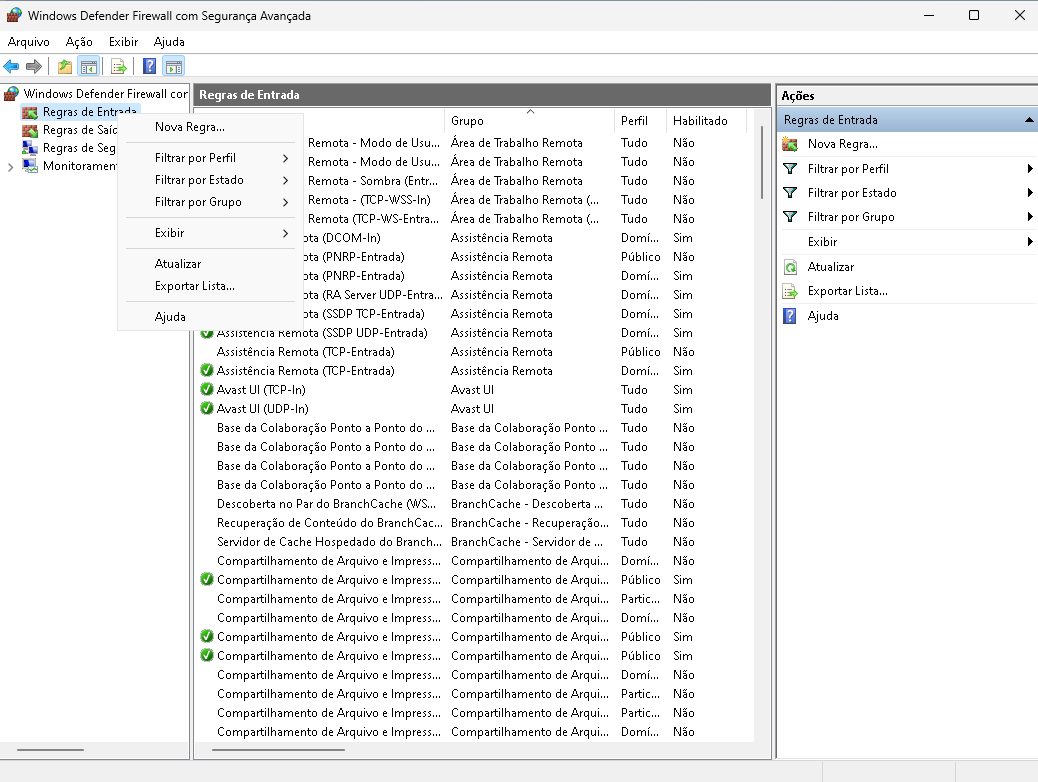 Windows Defender Firewall com Segurança Avançada
Arquivo Ação Exibir Ajuda
Windows Defender Firewall cor
Regras de Entrada
Regras de Saíc
Regras de Seg
Monitoramen
Nova Regra...
Filtrar por Perfil
Filtrar por Estado
Filtrar por Grupo
Exibir
Atualizar
Exportar Lista...
Ajuda
Regras de Entrada
Grupo Perfil Habilitado
Remota - Modo de Usu... Área de Trabalho Remota Tudo Não
Remota - Modo de Usu... Área de Trabalho Remota Tudo Não
Remota - Sombra (Entr... Área de Trabalho Remota Tudo Não
Remota - (TCP-WSS-In) Área de Trabalho Remota (... Tudo Não
Remota (TCP-WS-Entra... Área de Trabalho Remota (... Tudo Não
ota (DCOM-In) Assistência Remota Domí... Sim
ota (PNRP-Entrada) Assistência Remota Público Não
ota (PNRP-Entrada) Assistência Remota Domí... Sim
ota (RA Server UDP-Entra... Assistência Remota Domí... Sim
ota (SSDP TCP-Entrada) Assistência Remota Domí... Sim
Assistência Remota (SSDP UDP-Entrada) Assistência Remota Domí... Sim
Assistência Remota (TCP-Entrada) Assistência Remota Público Não
Assistência Remota (TCP-Entrada) Assistência Remota Domí... Sim
Avast UI (TCP-In) Avast UI Tudo Sim
Avast UI (UDP-In) Avast UI Tudo Sim
Base da Colaboração Ponto a Ponto do ... Base da Colaboração Ponto ... Tudo Não
Base da Colaboração Ponto a Ponto do ... Base da Colaboração Ponto ... Tudo Não
Base da Colaboração Ponto a Ponto do ... Base da Colaboração Ponto ... Tudo Não
Base da Colaboração Ponto a Ponto do ... Base da Colaboração Ponto ... Tudo Não
Descoberta no Par do BranchCache (WS... BranchCache - Descoberta ... Tudo Não
Recuperação de Conteúdo do BranchCac... BranchCache - Recuperação... Tudo Não
Servidor de Cache Hospedado do Branch... BranchCache - Servidor de ... Tudo Não
Compartilhamento de Arquivo e Impress... Compartilhamento de Arqui... Domí... Não
Compartilhamento de Arquivo e Impress... Compartilhamento de Arqui... Público Sim
Compartilhamento de Arquivo e Impress... Compartilhamento de Arqui... Partic... Não
Compartilhamento de Arquivo e Impress... Compartilhamento de Arqui... Domí... Não
Compartilhamento de Arquivo e Impress... Compartilhamento de Arqui... Público Sim
Compartilhamento de Arquivo e Impress... Compartilhamento de Arqui... Público Sim
Compartilhamento de Arquivo e Impress... Compartilhamento de Arqui... Domí... Não
Compartilhamento de Arquivo e Impress... Compartilhamento de Arqui... Partic... Não
Compartilhamento de Arquivo e Impress... Compartilhamento de Arqui... Partic... Não
Compartilhamento de Arquivo e Impress... Compartilhamento de Arqui... Domí... Não
Ações
Regras de Entrada
Nova Regra...
Filtrar por Perfil
Filtrar por Estado
Filtrar por Grupo
Exibir
Atualizar
Exportar Lista...
Ajuda